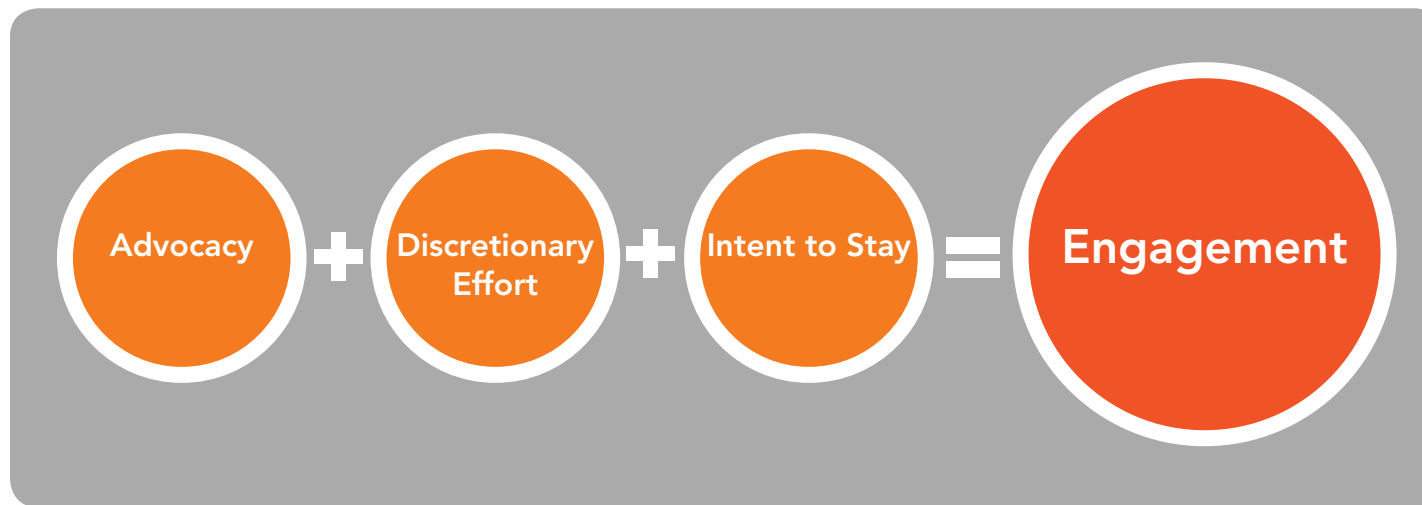 Advocacy
+
Discretionary
Effort
+
Intent to Stay
=
Engagement